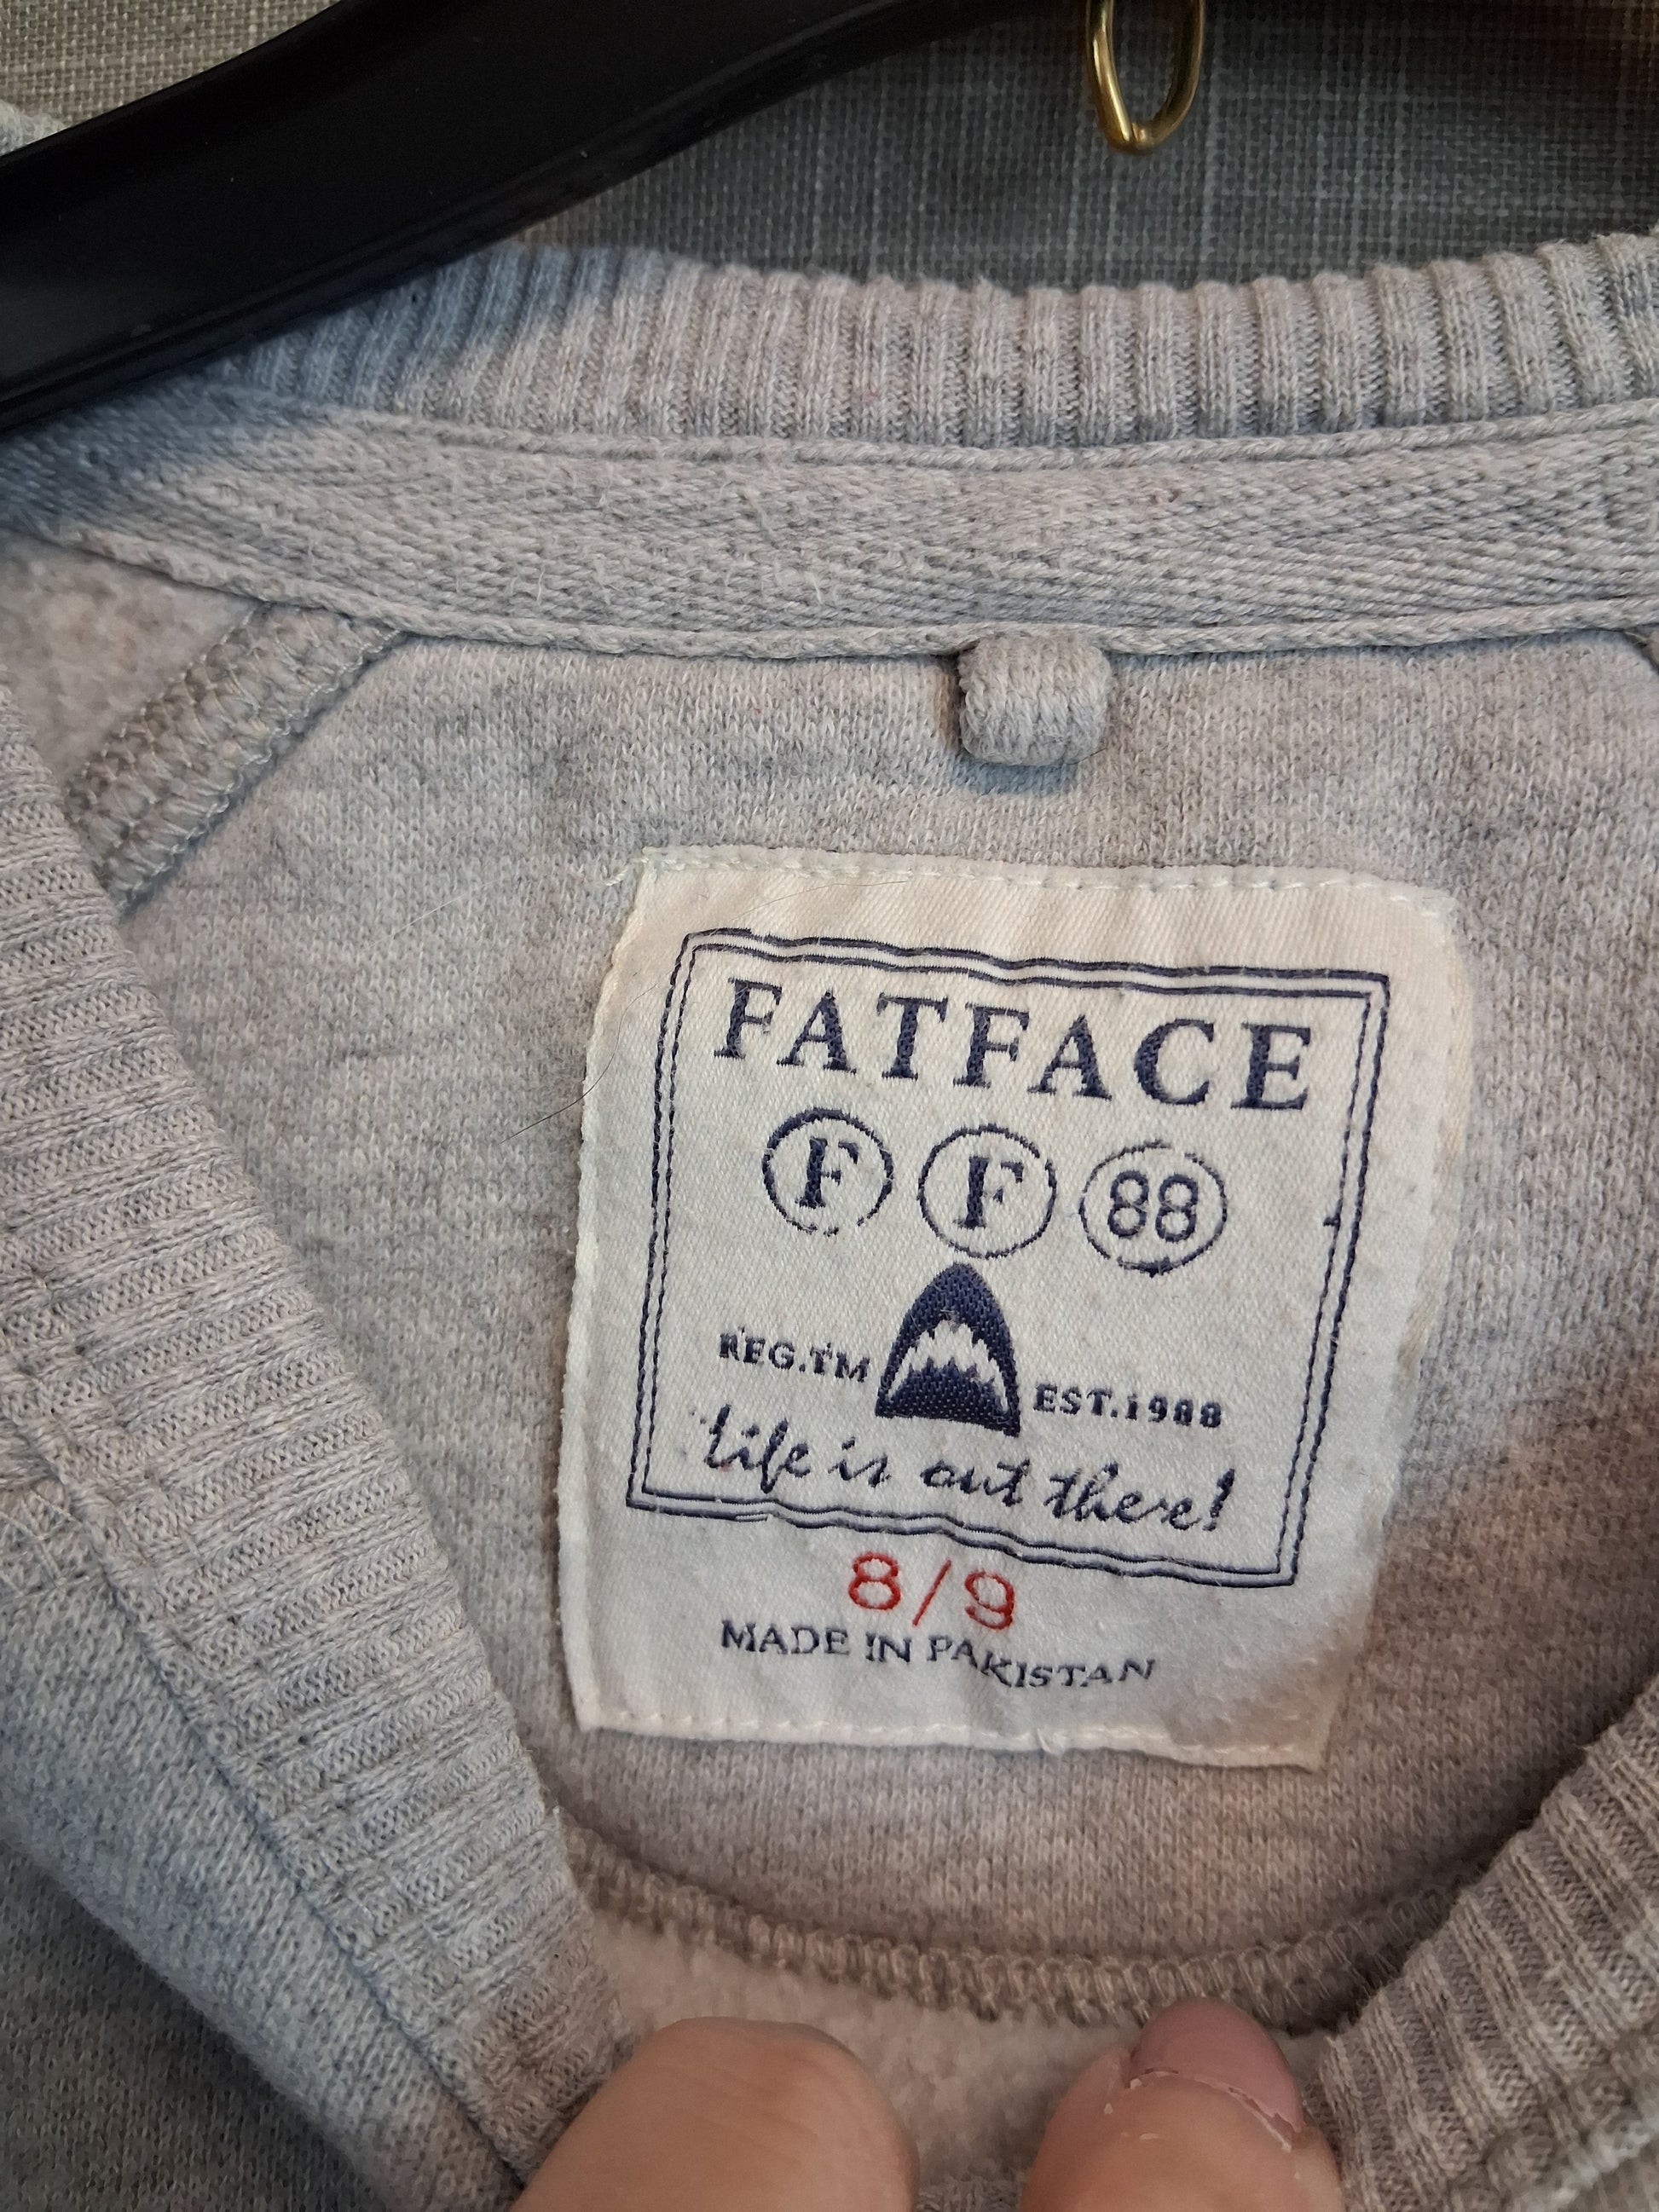 FATFACE
F F 88
REG.TM EST.1988
Life is out there!
8/9
MADE IN PAKISTAN